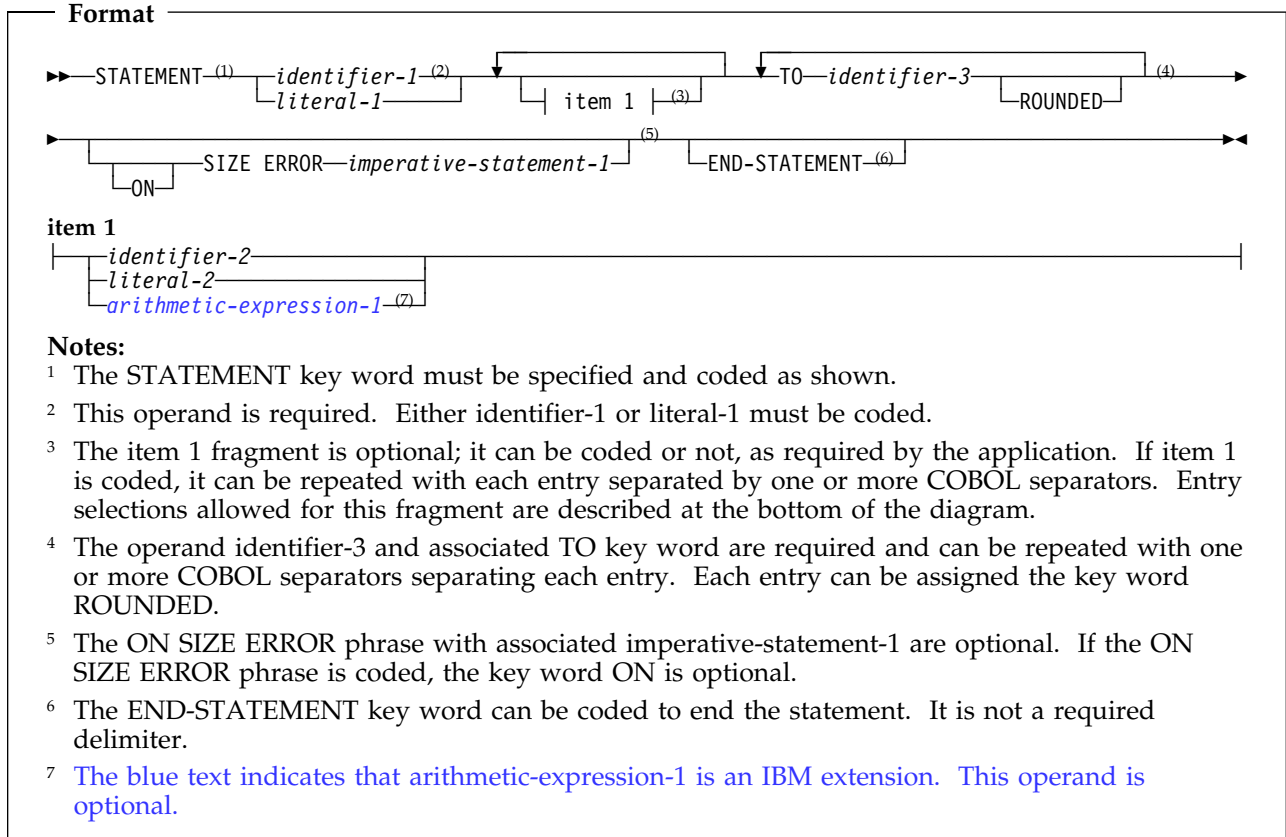 Format
STATEMENT (1) identifier-1 (2) TO identifier-3 (4)
literal-1 item 1 (3) ROUNDED
(5)
SIZE ERROR imperative-statement-1 END-STATEMENT (6)
ON
item 1
identifier-2
literal-2
arithmetic-expression-1 (7)
Notes:
1 The STATEMENT key word must be specified and coded as shown.
2 This operand is required. Either identifier-1 or literal-1 must be coded.
3 The item 1 fragment is optional; it can be coded or not, as required by the application. If item 1
is coded, it can be repeated with each entry separated by one or more COBOL separators. Entry
selections allowed for this fragment are described at the bottom of the diagram.
4 The operand identifier-3 and associated TO key word are required and can be repeated with one
or more COBOL separators separating each entry. Each entry can be assigned the key word
ROUNDED.
5 The ON SIZE ERROR phrase with associated imperative-statement-1 are optional. If the ON
SIZE ERROR phrase is coded, the key word ON is optional.
6 The END-STATEMENT key word can be coded to end the statement. It is not a required
delimiter.
7 The blue text indicates that arithmetic-expression-1 is an IBM extension. This operand is
optional.